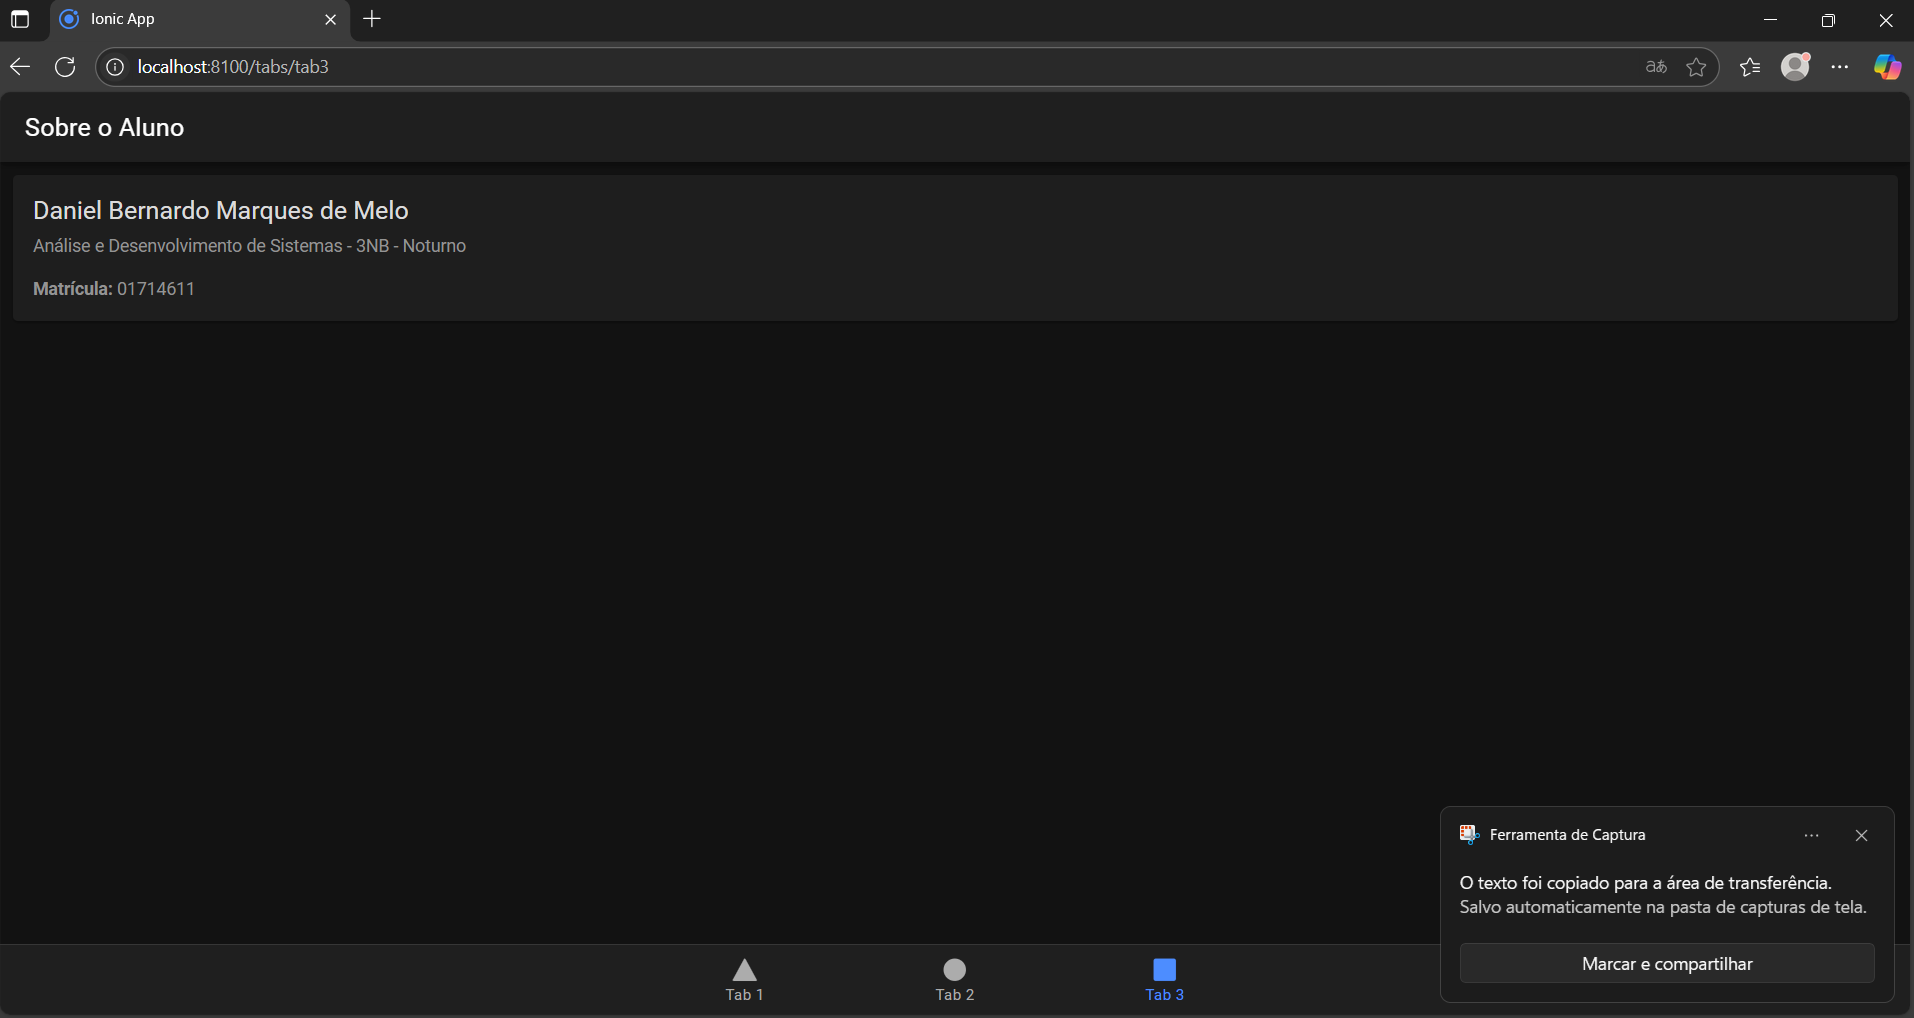 Ionic App
localhost:8100/tabs/tab3
aあ
Sobre o Aluno
Daniel Bernardo Marques de Melo
Análise e Desenvolvimento de Sistemas - 3NB - Noturno
Matrícula: 01714611
Ferramenta de Captura
O texto foi copiado para a área de transferência.
Salvo automaticamente na pasta de capturas de tela.
Marcar e compartilhar
Tab 1
Tab 2
Tab 3